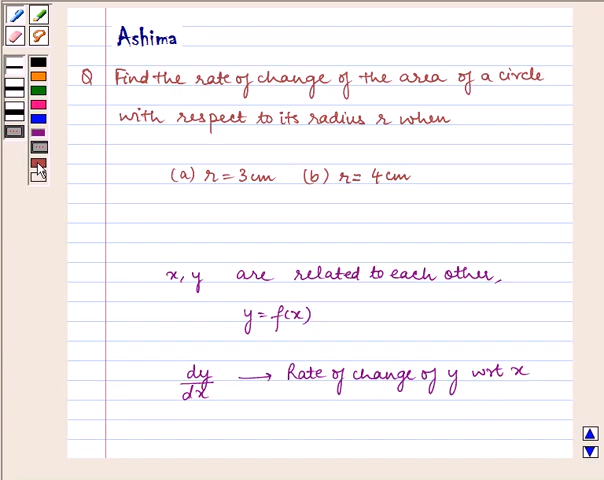 Ashima
Q Find the rate of change of the area of a circle
with respect to its radius r when
(a) r = 3 cm (b) r = 4 cm
x, y are related to each other,
y = f(x)
dy/dx → Rate of change of y wrt x